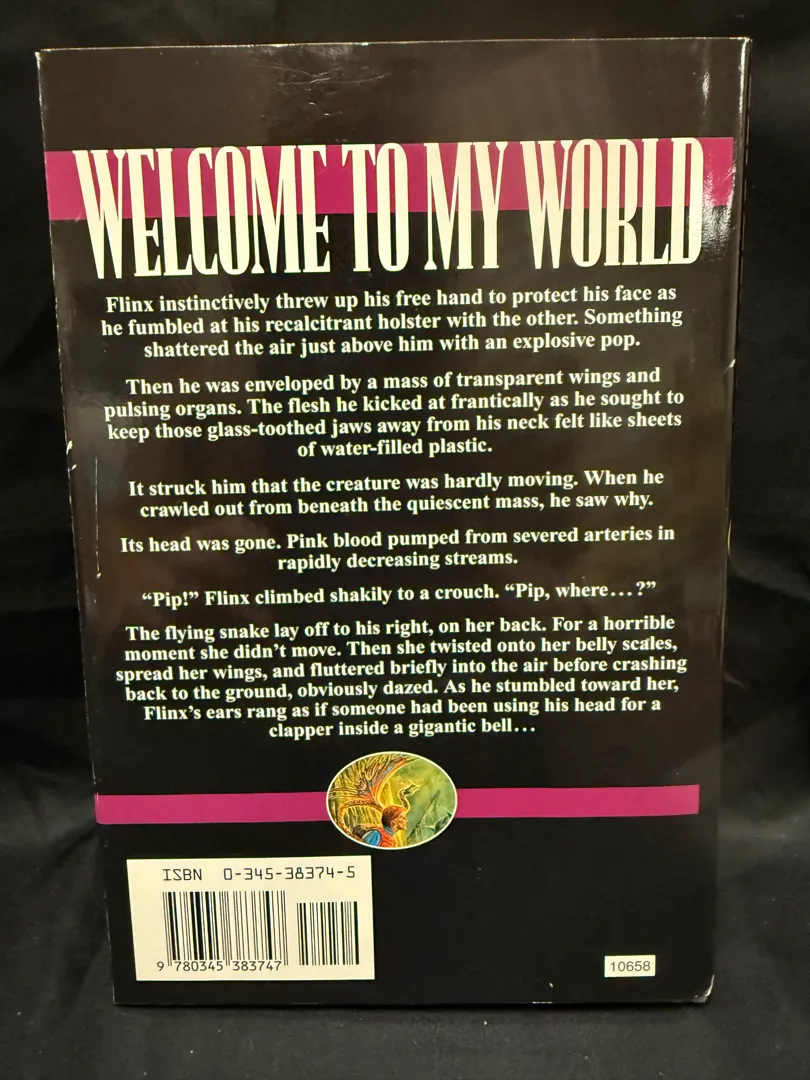 WELCOME TO MY WORLD
Flinx instinctively threw up his free hand to protect his face as
he fumbled at his recalcitrant holster with the other. Something
shattered the air just above him with an explosive pop.
Then he was enveloped by a mass of transparent wings and
pulsing organs. The flesh he kicked at frantically as he sought to
keep those glass-toothed jaws away from his neck felt like sheets
of water-filled plastic.
It struck him that the creature was hardly moving. When he
crawled out from beneath the quiescent mass, he saw why.
Its head was gone. Pink blood pumped from severed arteries in
rapidly decreasing streams.
“Pip!” Flinx climbed shakily to a crouch. “Pip, where...?”
The flying snake lay off to his right, on her back. For a horrible
moment she didn’t move. Then she twisted onto her belly scales,
spread her wings, and fluttered briefly into the air before crashing
back to the ground, obviously dazed. As he stumbled toward her,
Flinx’s ears rang as if someone had been using his head for a
clapper inside a gigantic bell...
ISBN 0-345-38374-5
9 780345 383747
10658